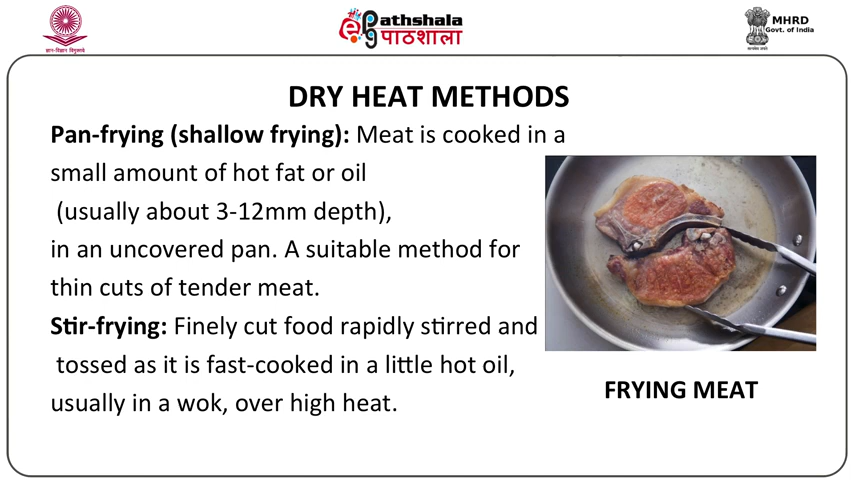 ज्ञान-विज्ञान विमुक्तये
ePathshala
पाठशाला
MHRD
Govt. of India
DRY HEAT METHODS
Pan-frying (shallow frying): Meat is cooked in a
small amount of hot fat or oil
(usually about 3-12mm depth),
in an uncovered pan. A suitable method for
thin cuts of tender meat.
Stir-frying: Finely cut food rapidly stirred and
tossed as it is fast-cooked in a little hot oil,
usually in a wok, over high heat.
FRYING MEAT